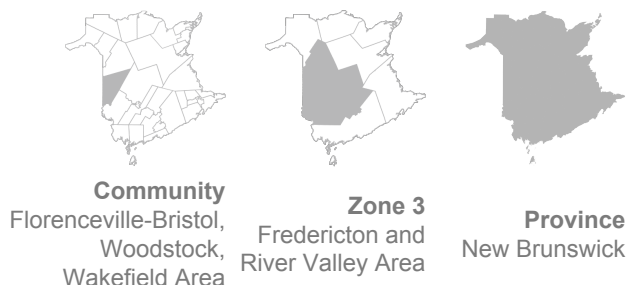 Community
Florenceville-Bristol,
Woodstock,
Wakefield Area
Zone 3
Fredericton and
River Valley Area
Province
New Brunswick